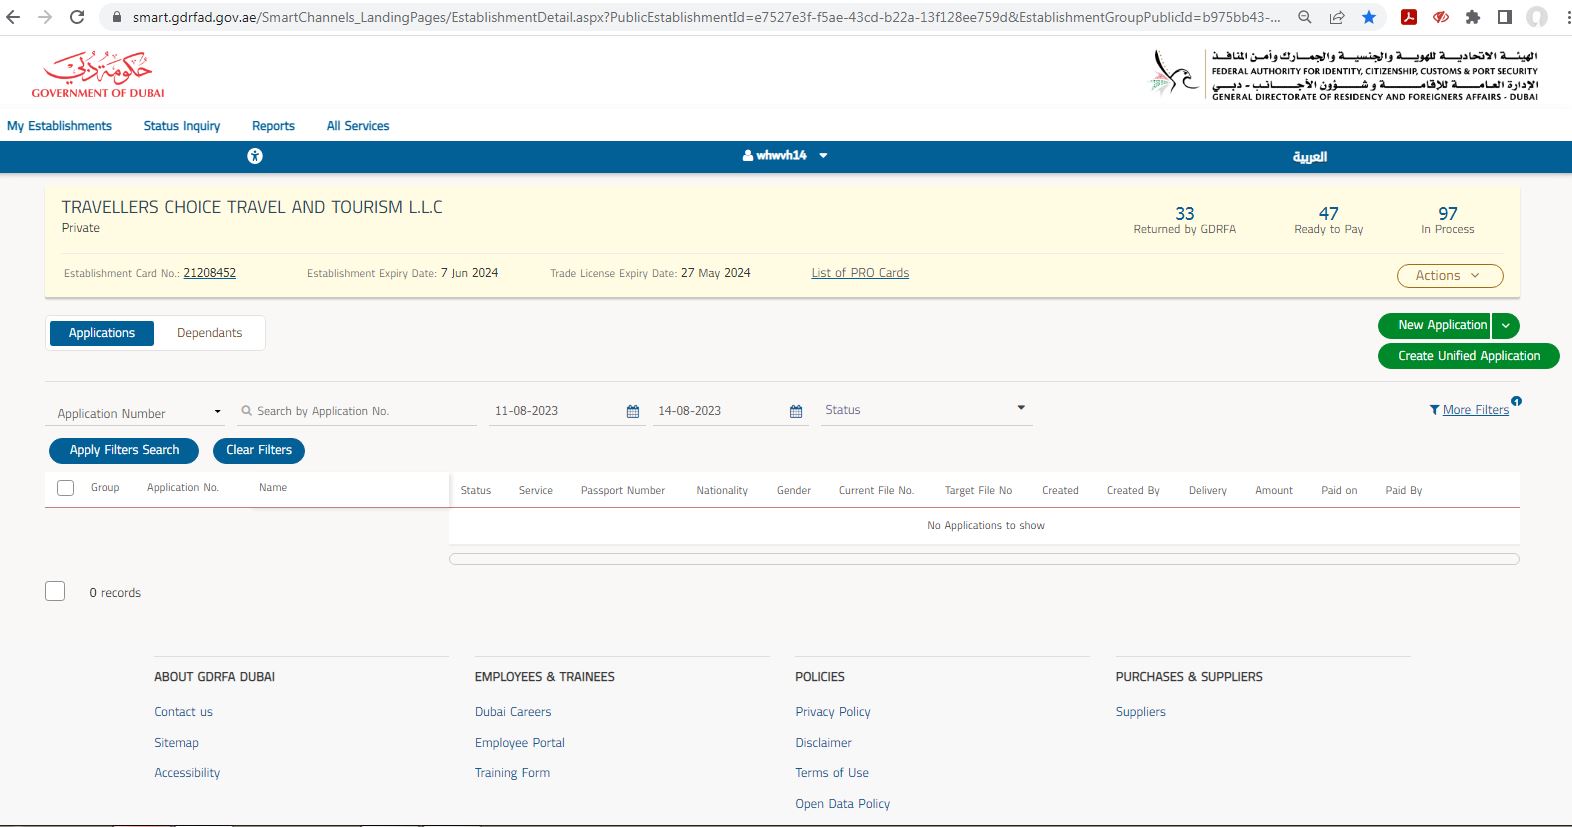 smart.gdrfad.gov.ae/SmartChannels_LandingPages/EstablishmentDetail.aspx?PublicEstablishmentId=e7527e3f-f5ae-43cd-b22a-13f128ee759d&EstablishmentGroupPublicId=b975bb43-...
حكومة دبي
GOVERNMENT OF DUBAI
الهيئة الاتحادية للهوية والجنسية والجمارك وأمن المنافذ
FEDERAL AUTHORITY FOR IDENTITY, CITIZENSHIP, CUSTOMS & PORT SECURITY
الإدارة العامة للإقامة و شؤون الأجانب - دبي
GENERAL DIRECTORATE OF RESIDENCY AND FOREIGNERS AFFAIRS - DUBAI
My Establishments Status Inquiry Reports All Services
whwvh14 العربية
TRAVELLERS CHOICE TRAVEL AND TOURISM L.L.C
Private
33 47 97
Returned by GDRFA Ready to Pay In Process
Establishment Card No.: 21208452 Establishment Expiry Date: 7 Jun 2024 Trade License Expiry Date: 27 May 2024 List of PRO Cards Actions
Applications Dependants
New Application
Create Unified Application
Application Number Search by Application No. 11-08-2023 14-08-2023 Status More Filters 1
Apply Filters Search Clear Filters
Group Application No. Name Status Service Passport Number Nationality Gender Current File No. Target File No Created Created By Delivery Amount Paid on Paid By
No Applications to show
0 records
ABOUT GDRFA DUBAI EMPLOYEES & TRAINEES POLICIES PURCHASES & SUPPLIERS
Contact us Dubai Careers Privacy Policy Suppliers
Sitemap Employee Portal Disclaimer
Accessibility Training Form Terms of Use
Open Data Policy